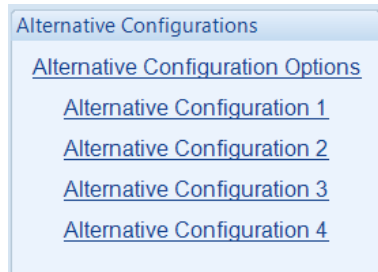 Alternative Configurations
Alternative Configuration Options
Alternative Configuration 1
Alternative Configuration 2
Alternative Configuration 3
Alternative Configuration 4